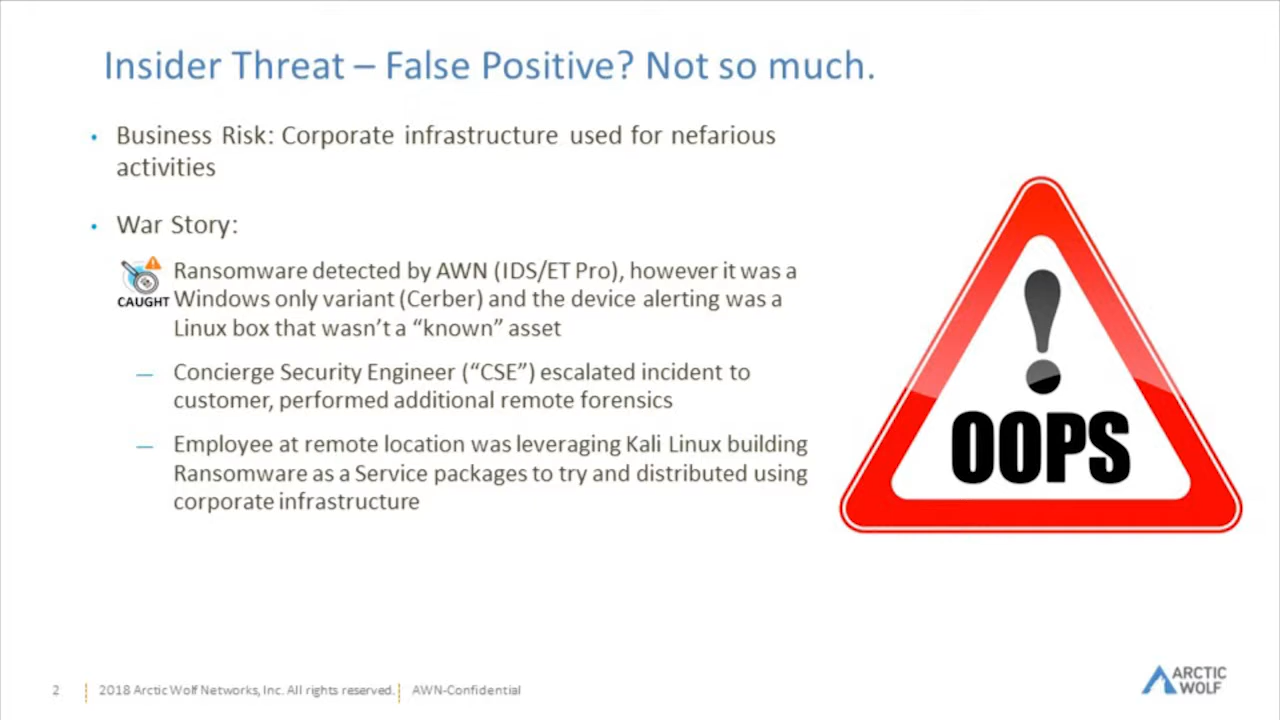 Insider Threat – False Positive? Not so much.
• Business Risk: Corporate infrastructure used for nefarious
activities
• War Story:
CAUGHT
Ransomware detected by AWN (IDS/ET Pro), however it was a
Windows only variant (Cerber) and the device alerting was a
Linux box that wasn’t a “known” asset
— Concierge Security Engineer (“CSE”) escalated incident to
customer, performed additional remote forensics
— Employee at remote location was leveraging Kali Linux building
Ransomware as a Service packages to try and distributed using
corporate infrastructure
!
OOPS
2 | 2018 Arctic Wolf Networks, Inc. All rights reserved. | AWN-Confidential
ARCTIC
WOLF